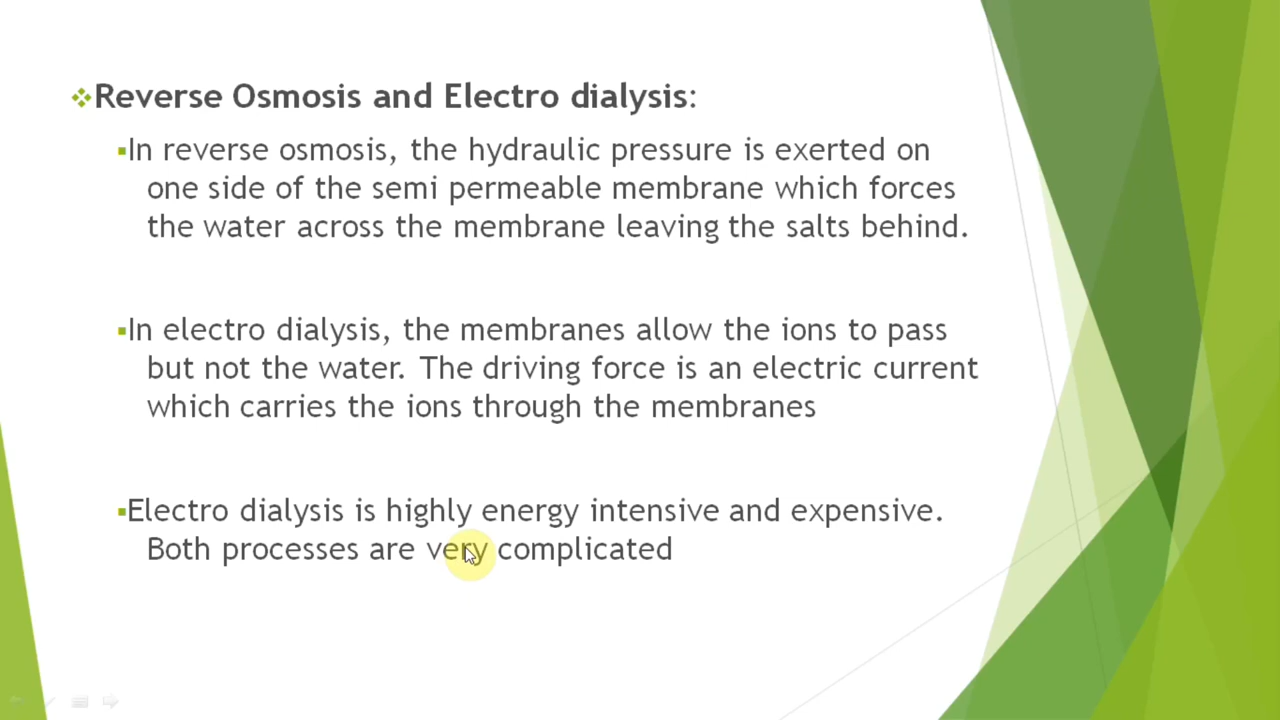 Reverse Osmosis and Electro dialysis:
In reverse osmosis, the hydraulic pressure is exerted on
one side of the semi permeable membrane which forces
the water across the membrane leaving the salts behind.
In electro dialysis, the membranes allow the ions to pass
but not the water. The driving force is an electric current
which carries the ions through the membranes
Electro dialysis is highly energy intensive and expensive.
Both processes are very complicated